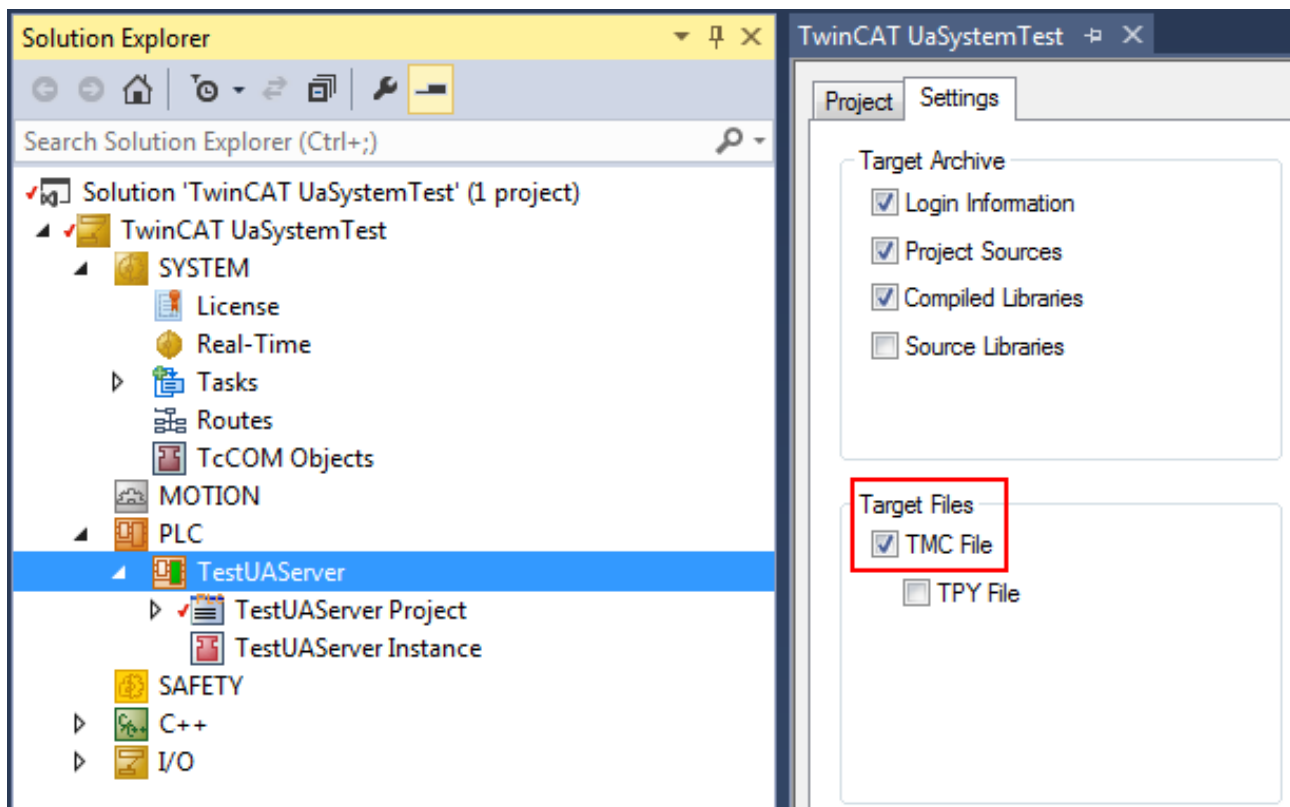 Solution Explorer
Search Solution Explorer (Ctrl+;)
Solution 'TwinCAT UaSystemTest' (1 project)
TwinCAT UaSystemTest
SYSTEM
License
Real-Time
Tasks
Routes
TcCOM Objects
MOTION
PLC
TestUAServer
TestUAServer Project
TestUAServer Instance
SAFETY
C++
I/O
TwinCAT UaSystemTest
Project Settings
Target Archive
Login Information
Project Sources
Compiled Libraries
Source Libraries
Target Files
TMC File
TPY File